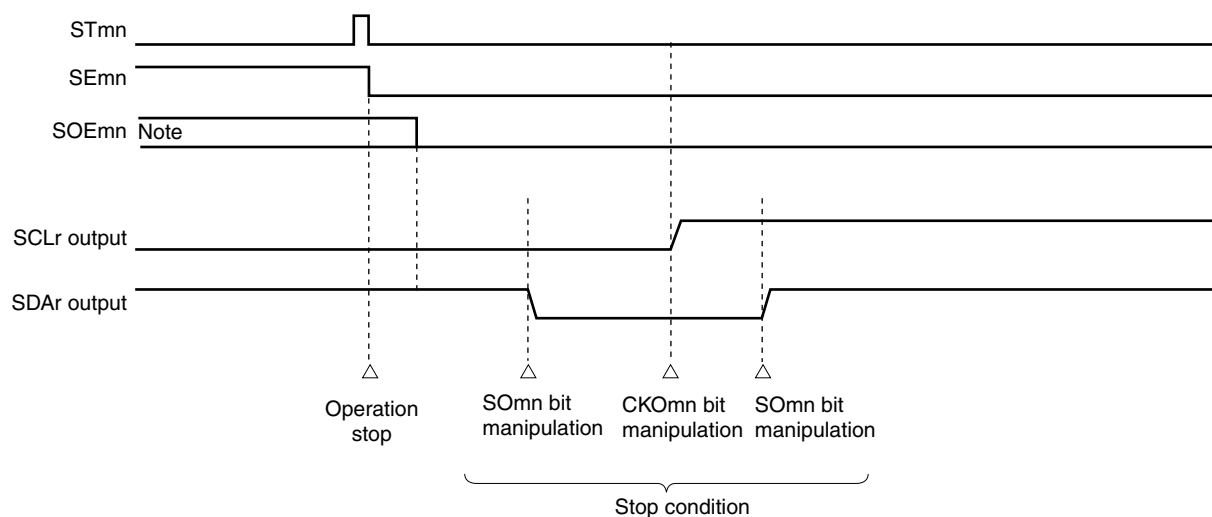 STmn
SEmn
SOEmn Note
SCLr output
SDAr output
Operation
stop
SOmn bit
manipulation
CKOmn bit
manipulation
SOmn bit
manipulation
Stop condition